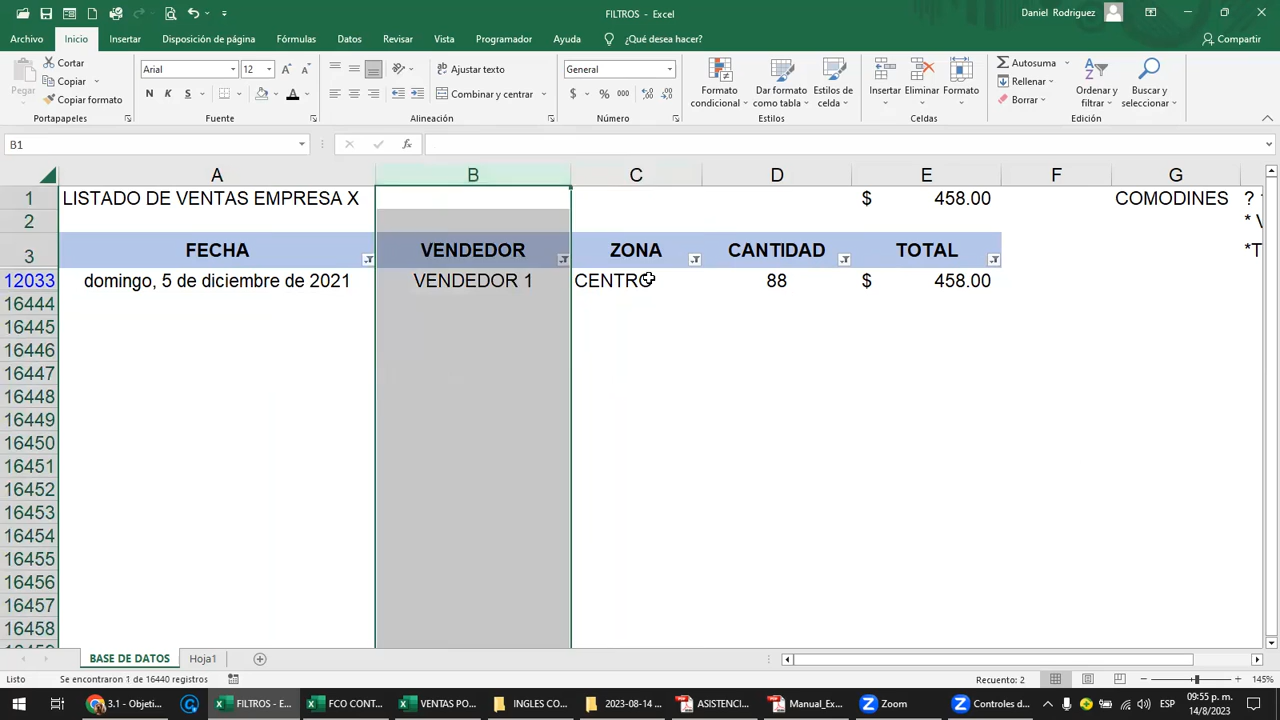 FILTROS - Excel
Daniel Rodriguez
Archivo Inicio Insertar Disposición de página Fórmulas Datos Revisar Vista Programador Ayuda ¿Qué desea hacer? Compartir
Pegar
Cortar
Copiar
Copiar formato
Portapapeles
Arial 12
N K S
Fuente
Ajustar texto
Combinar y centrar
Alineación
General
$ % 000
Número
Formato condicional
Dar formato como tabla
Estilos de celda
Estilos
Insertar Eliminar Formato
Celdas
Autosuma
Rellenar
Borrar
Ordenar y filtrar
Buscar y seleccionar
Edición
B1
A B C D E F G
1 LISTADO DE VENTAS EMPRESA X $ 458.00 COMODINES ?
2 *
3 FECHA VENDEDOR ZONA CANTIDAD TOTAL
12033 domingo, 5 de diciembre de 2021 VENDEDOR 1 CENTRO 88 $ 458.00
16444
16445
16446
16447
16448
16449
16450
16451
16452
16453
16454
16455
16456
16457
16458
BASE DE DATOS Hoja1
Listo Se encontraron 1 de 16440 registros Recuento: 2 145%
3.1 - Objeti... FILTROS - E... FCO CONT... VENTAS PO... INGLES CO... 2023-08-14 ... ASISTENCI... Manual_Ex... Zoom Controles d... ESP 09:55 p. m.
14/8/2023